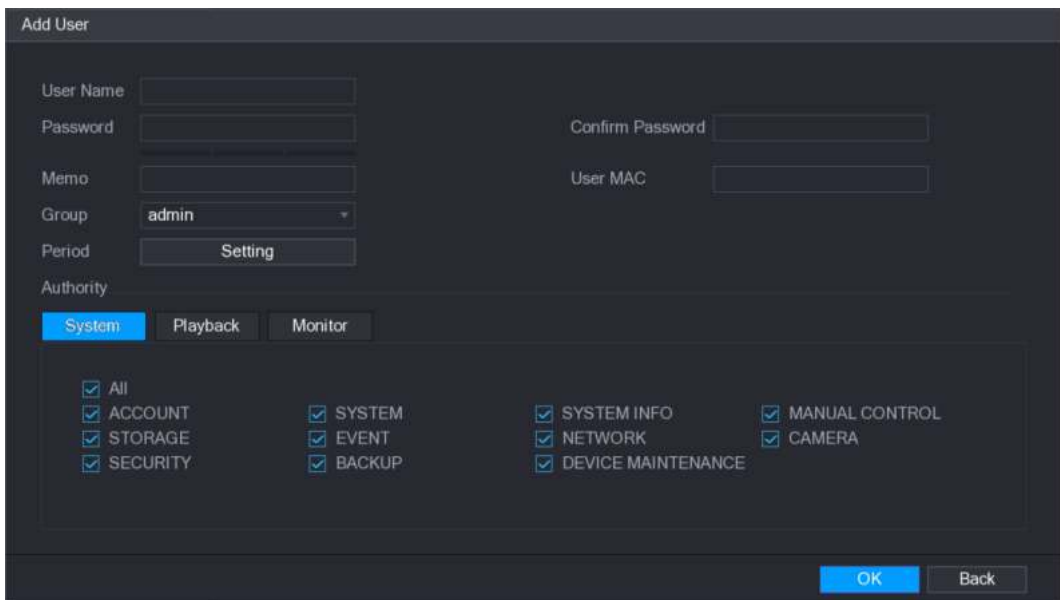 Add User
User Name
Password Confirm Password
Memo User MAC
Group admin
Period Setting
Authority
System Playback Monitor
All
ACCOUNT SYSTEM SYSTEM INFO MANUAL CONTROL
STORAGE EVENT NETWORK CAMERA
SECURITY BACKUP DEVICE MAINTENANCE
OK Back